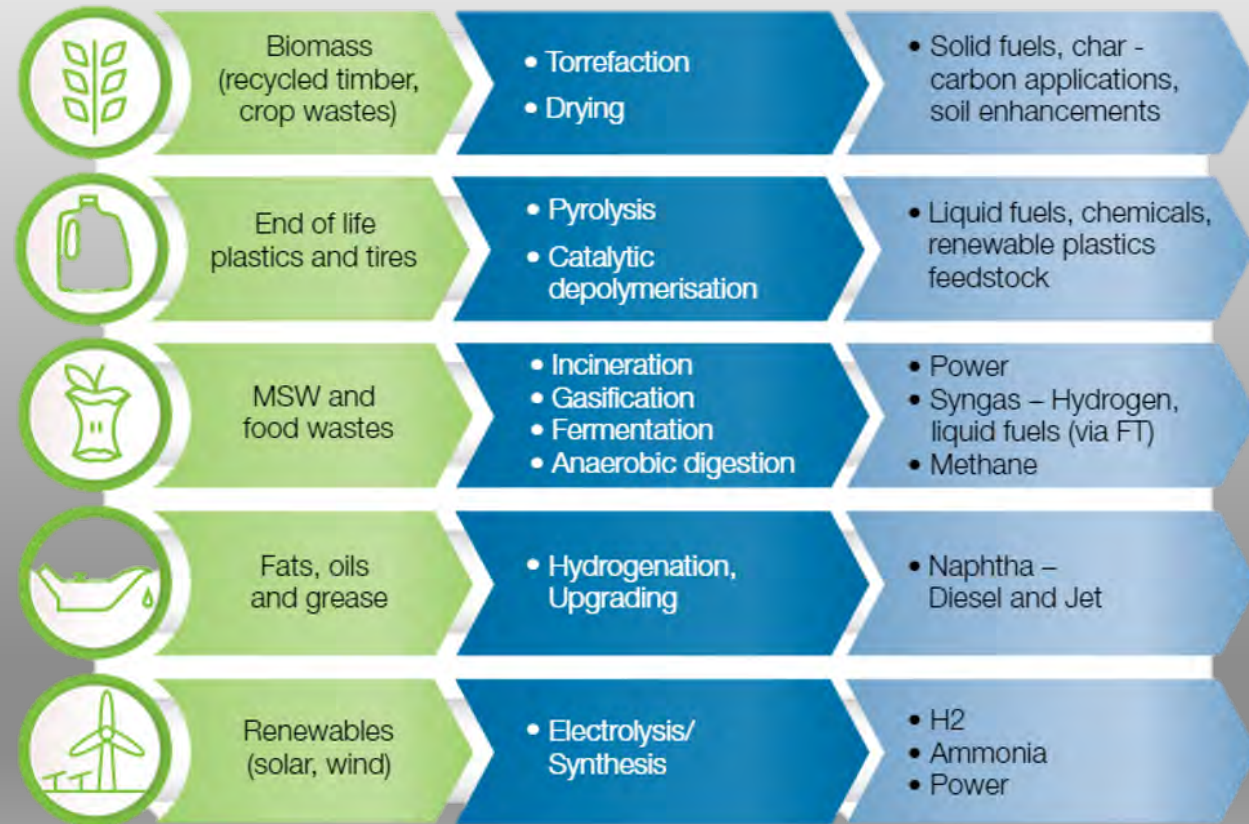 Biomass
(recycled timber,
crop wastes)
• Torrefaction
• Drying
• Solid fuels, char -
carbon applications,
soil enhancements
End of life
plastics and tires
• Pyrolysis
• Catalytic
depolymerisation
• Liquid fuels, chemicals,
renewable plastics
feedstock
MSW and
food wastes
• Incineration
• Gasification
• Fermentation
• Anaerobic digestion
• Power
• Syngas – Hydrogen,
liquid fuels (via FT)
• Methane
Fats, oils
and grease
• Hydrogenation,
Upgrading
• Naphtha –
Diesel and Jet
Renewables
(solar, wind)
• Electrolysis/
Synthesis
• H2
• Ammonia
• Power